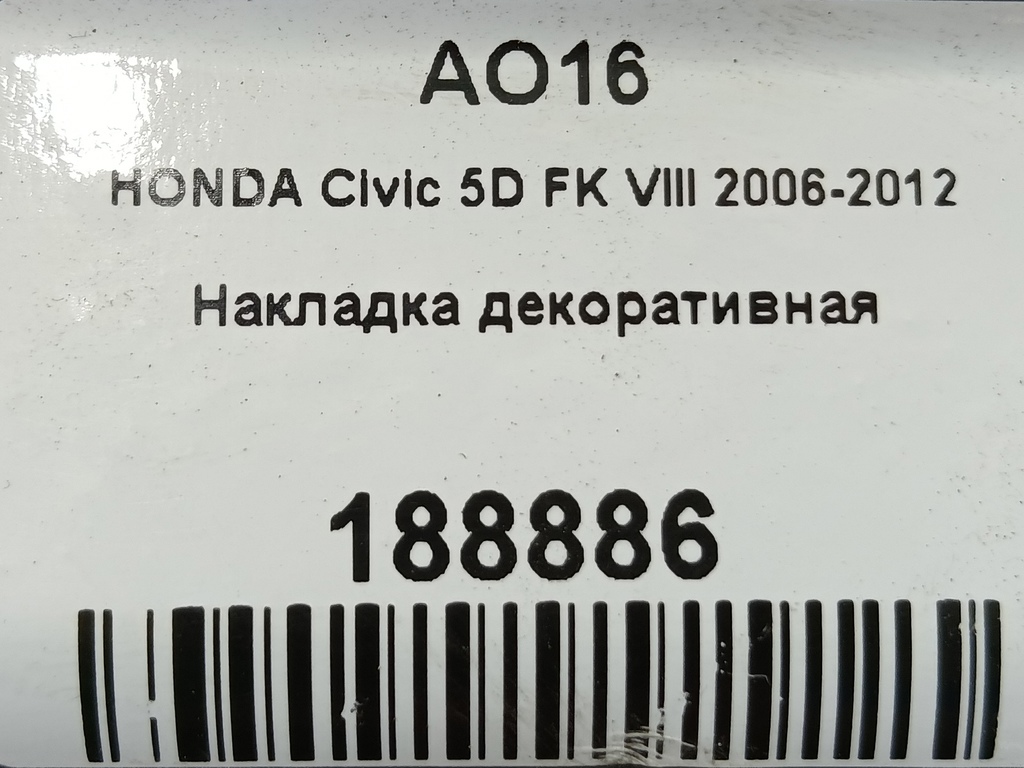 AO16
HONDA Civic 5D FK VIII 2006-2012
Накладка декоративная
188886